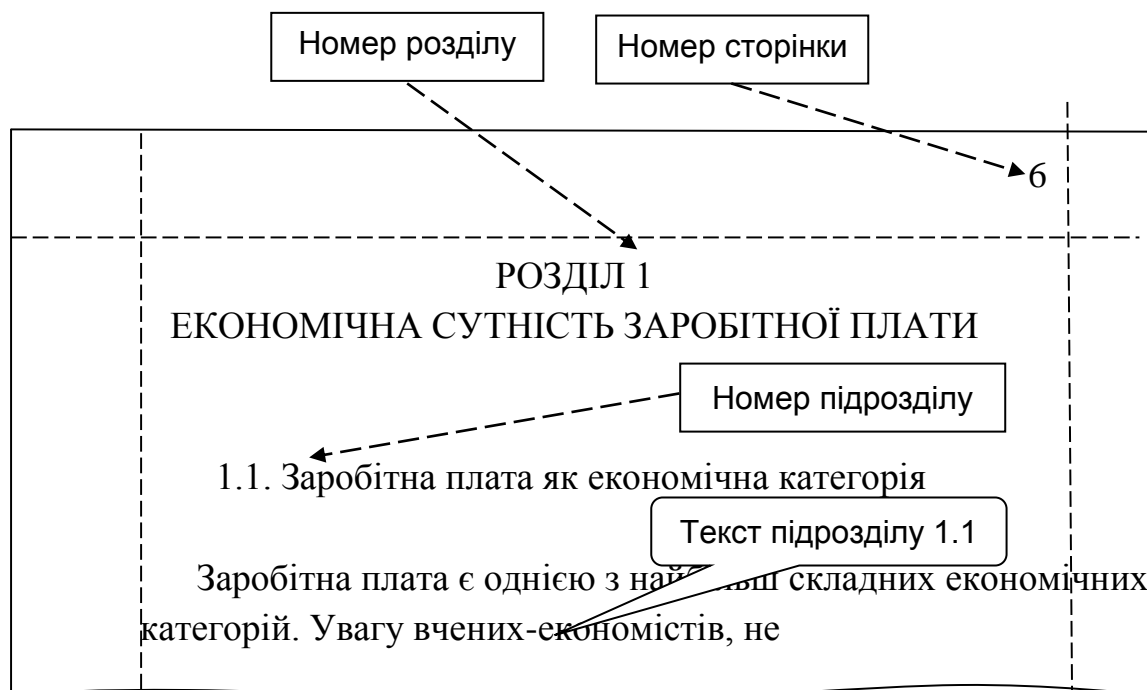 Номер розділу
Номер сторінки
6
РОЗДІЛ 1
ЕКОНОМІЧНА СУТНІСТЬ ЗАРОБІТНОЇ ПЛАТИ
Номер підрозділу
1.1. Заробітна плата як економічна категорія
Текст підрозділу 1.1
Заробітна плата є однією з найбільш складних економічних
категорій. Увагу вчених-економістів, не